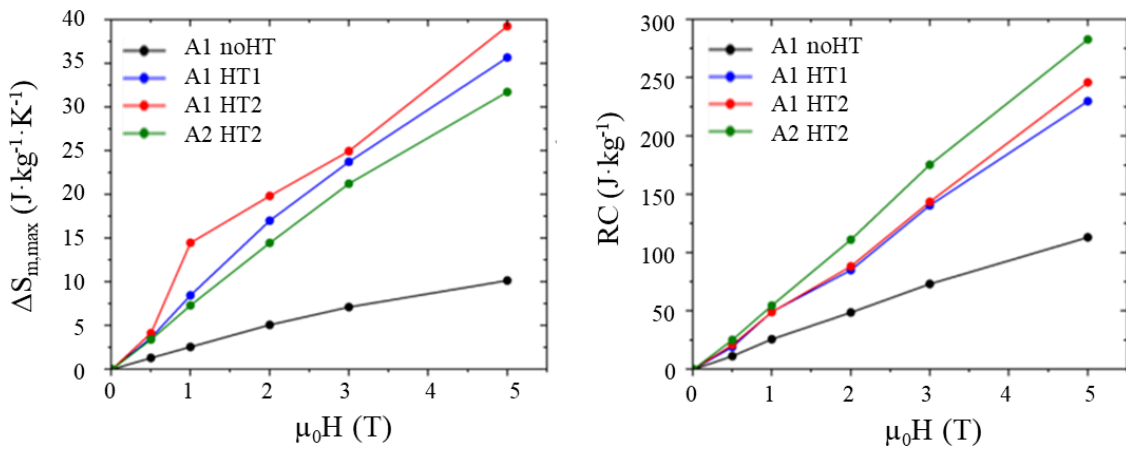 ΔS_m,max (J·kg⁻¹·K⁻¹)
40
35
30
25
20
15
10
5
0
A1 noHT
A1 HT1
A1 HT2
A2 HT2
0 1 2 3 4 5
μ₀H (T)
RC (J·kg⁻¹)
300
250
200
150
100
50
0
A1 noHT
A1 HT1
A1 HT2
A2 HT2
0 1 2 3 4 5
μ₀H (T)